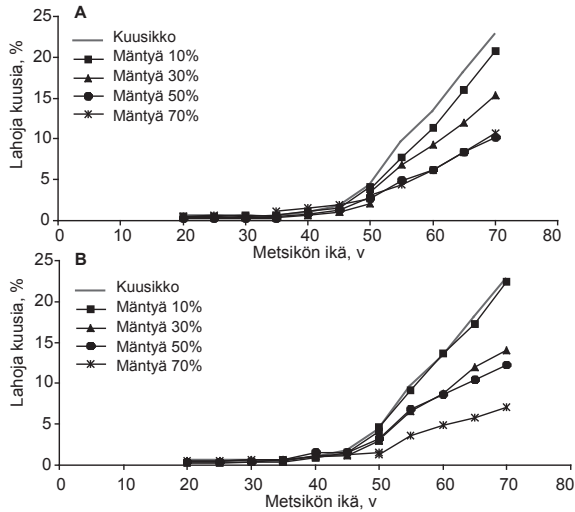 A
Lahoja kuusia, %
25
20
15
10
5
0
Kuusikko
Mäntyä 10%
Mäntyä 30%
Mäntyä 50%
Mäntyä 70%
0 10 20 30 40 50 60 70 80
Metsikön ikä, v
B
Lahoja kuusia, %
25
20
15
10
5
0
Kuusikko
Mäntyä 10%
Mäntyä 30%
Mäntyä 50%
Mäntyä 70%
0 10 20 30 40 50 60 70 80
Metsikön ikä, v